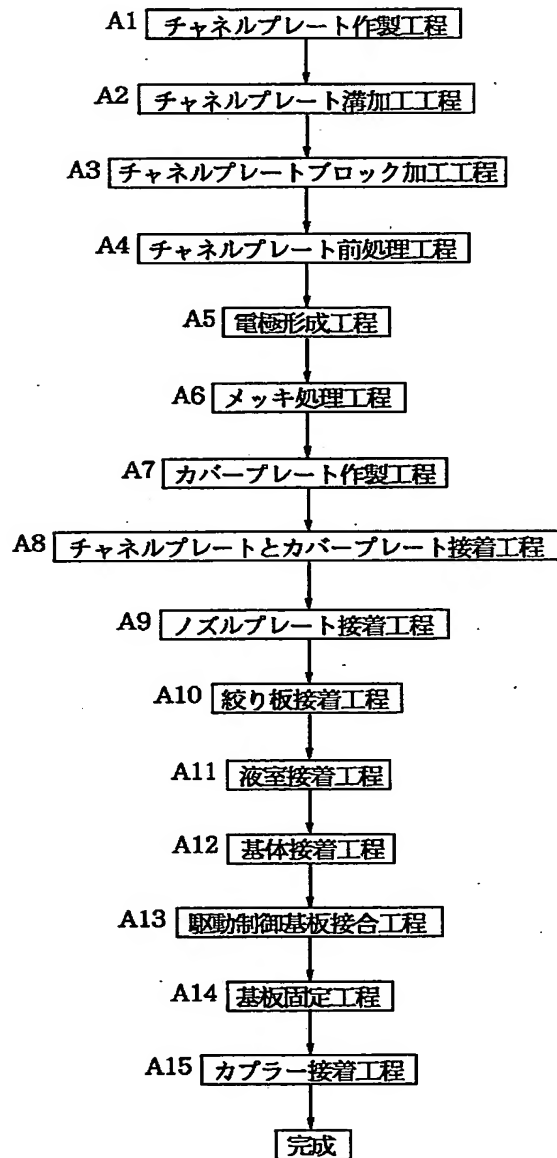 A1 チャネルプレート作製工程
A2 チャネルプレート溝加工工程
A3 チャネルプレートブロック加工工程
A4 チャネルプレート前処理工程
A5 電極形成工程
A6 メッキ処理工程
A7 カバープレート作製工程
A8 チャネルプレートとカバープレート接着工程
A9 ノズルプレート接着工程
A10 絞り板接着工程
A11 液室接着工程
A12 基体接着工程
A13 駆動制御基板接合工程
A14 基板固定工程
A15 カプラー接着工程
完成